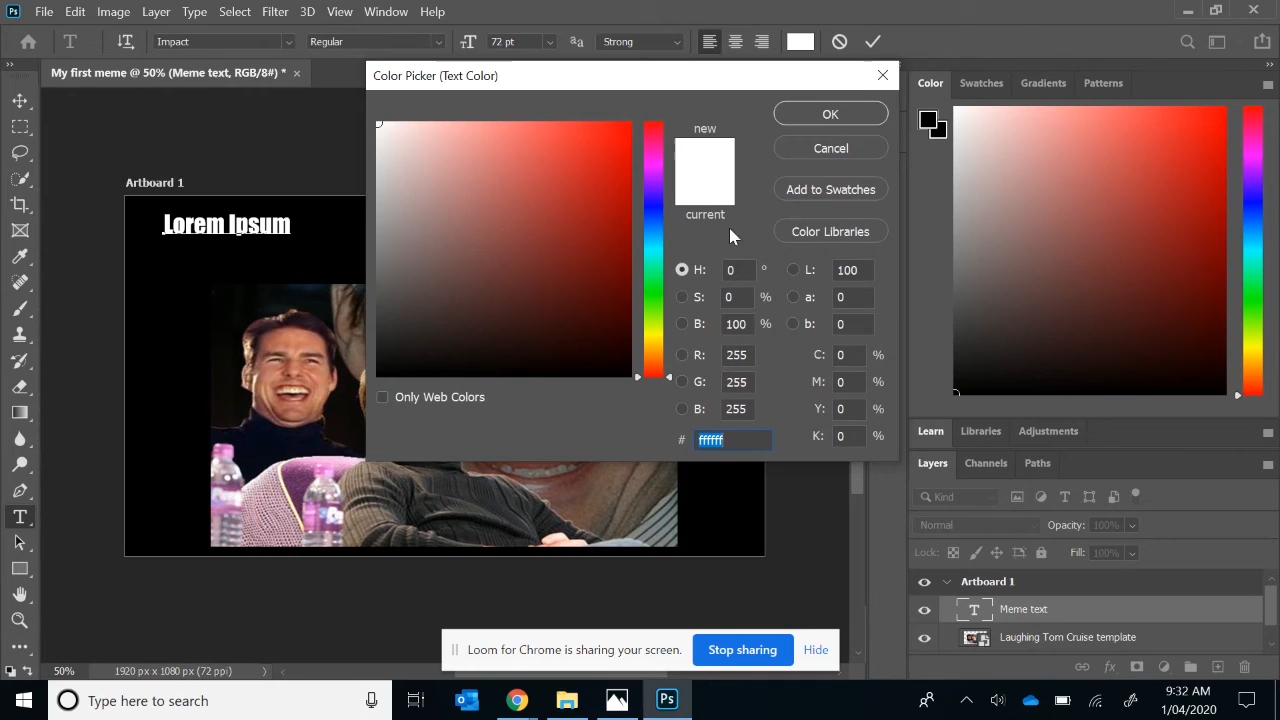 Ps File Edit Image Layer Type Select Filter 3D View Window Help
T Impact Regular 72 pt aa Strong
My first meme @ 50% (Meme text, RGB/8#) * ×
Color Picker (Text Color)
Color Swatches Gradients Patterns
new
OK
Cancel
Add to Swatches
current
Color Libraries
H: 0 ° L: 100
S: 0 % a: 0
B: 100 % b: 0
R: 255 C: 0 %
G: 255 M: 0 %
B: 255 Y: 0 %
# ffffff K: 0 %
Only Web Colors
Artboard 1
Lorem Ipsum
Learn Libraries Adjustments
Layers Channels Paths
Kind
Normal Opacity: 100%
Lock: Fill: 100%
Artboard 1
T Meme text
Laughing Tom Cruise template
Loom for Chrome is sharing your screen. Stop sharing Hide
50% 1920 px x 1080 px (72 ppi)
Type here to search
Ps
9:32 AM
1/04/2020